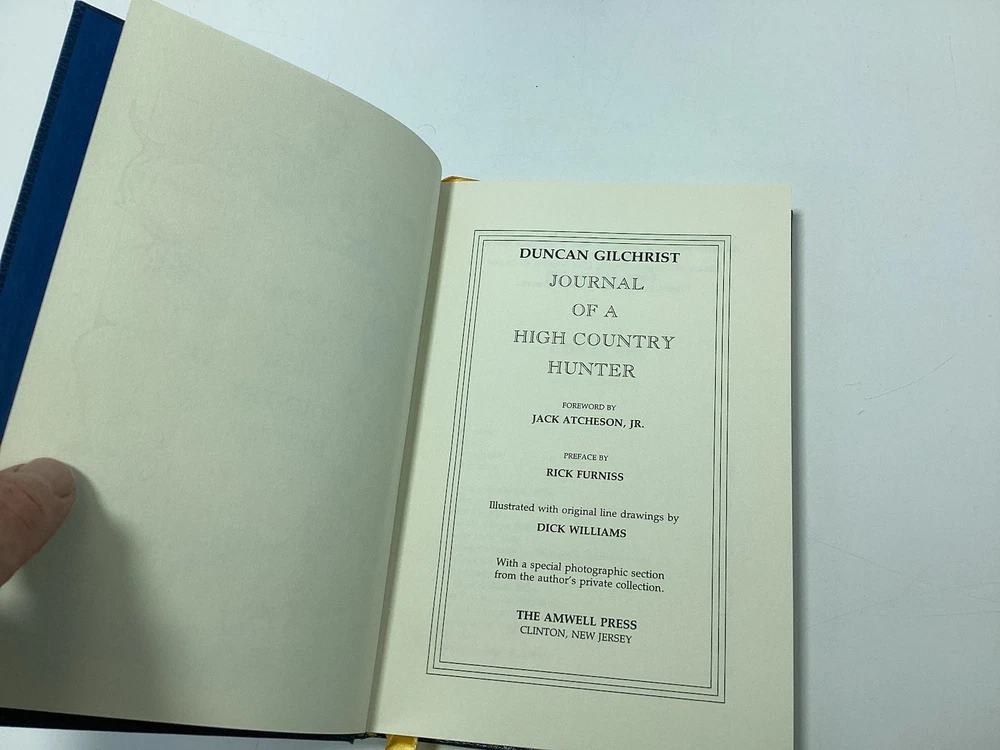 DUNCAN GILCHRIST
JOURNAL
OF A
HIGH COUNTRY
HUNTER
FOREWORD BY
JACK ATCHESON, JR.
PREFACE BY
RICK FURNISS
Illustrated with original line drawings by
DICK WILLIAMS
With a special photographic section
from the author's private collection.
THE AMWELL PRESS
CLINTON, NEW JERSEY